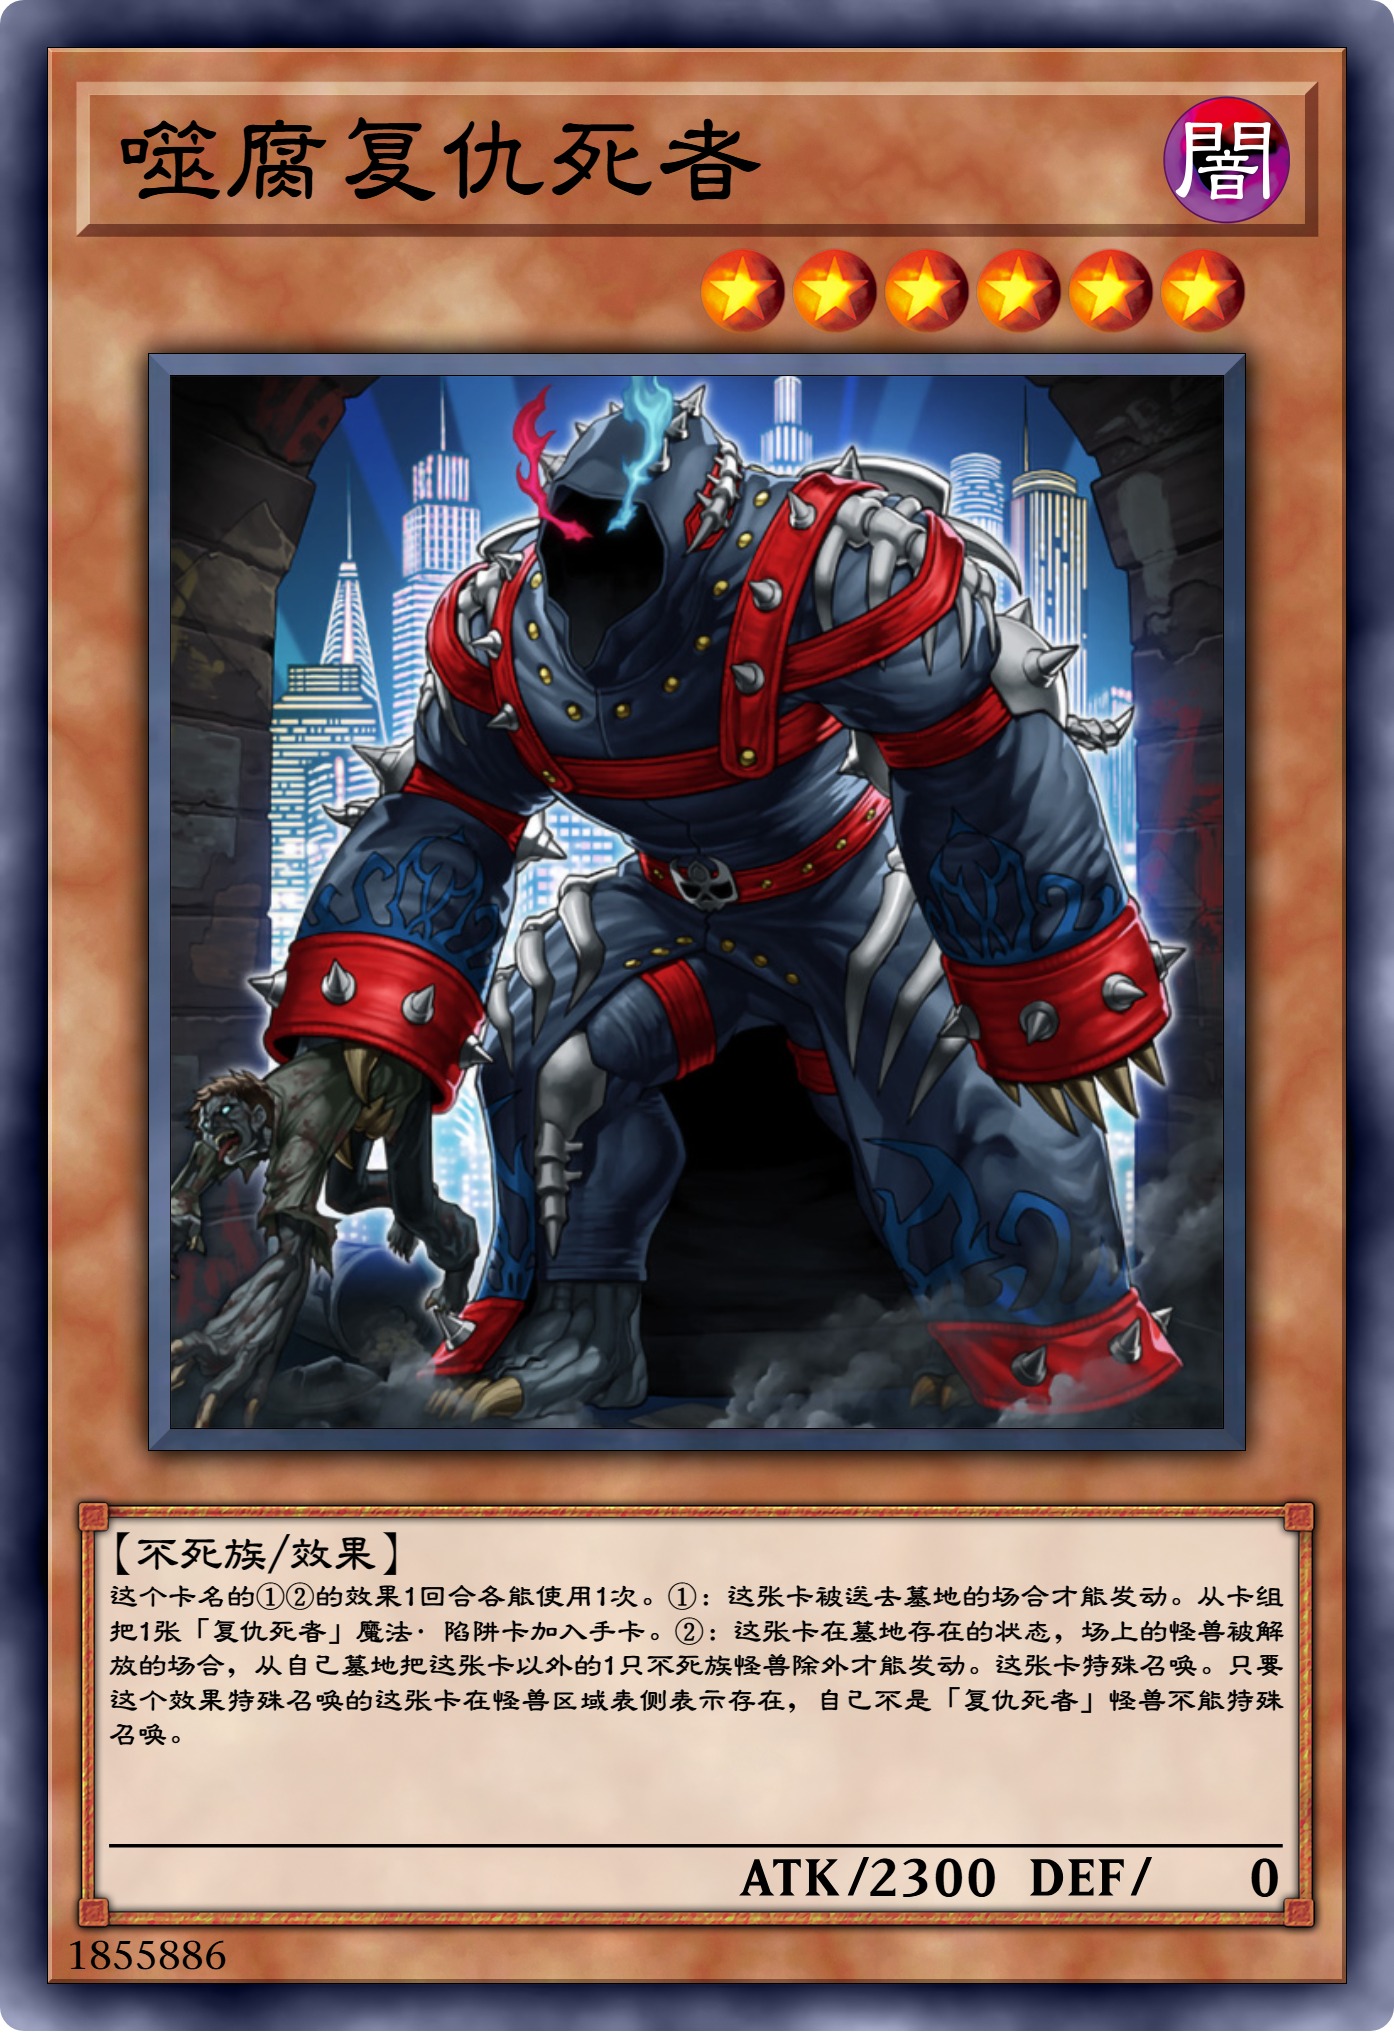 噬腐复仇死者
闇
【不死族/效果】
这个卡名的①②的效果1回合各能使用1次。①：这张卡被送去墓地的场合才能发动。从卡组
把1张「复仇死者」魔法·陷阱卡加入手卡。②：这张卡在墓地存在的状态，场上的怪兽被解
放的场合，从自己墓地把这张卡以外的1只不死族怪兽除外才能发动。这张卡特殊召唤。只要
这个效果特殊召唤的这张卡在怪兽区域表侧表示存在，自己不是「复仇死者」怪兽不能特殊
召唤。
ATK/2300 DEF/ 0
1855886